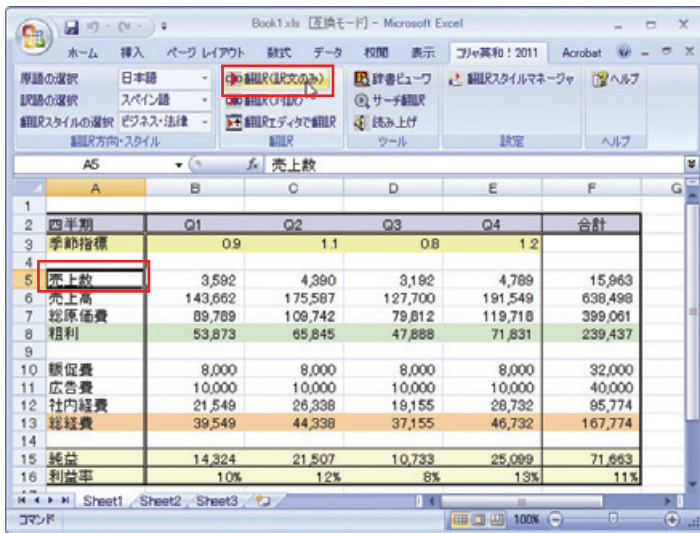 Book1.xls [互換モード] - Microsoft Excel
ホーム 挿入 ページ レイアウト 数式 データ 校閲 表示 コリャ英和!2011 Acrobat
原語の選択 日本語 翻訳(訳文のみ) 辞書ビューワ 翻訳スタイルマネージャ ヘルプ
訳語の選択 スペイン語 翻訳(対訳) サーチ翻訳
翻訳スタイルの選択 ビジネス・法律 翻訳エディタで翻訳 読み上げ
翻訳方向・スタイル 翻訳 ツール 設定 ヘルプ
A5 fx 売上数
A B C D E F G
1
2 四半期 Q1 Q2 Q3 Q4 合計
3 季節指標 0.9 1.1 0.8 1.2
4
5 売上数 3,592 4,390 3,192 4,789 15,963
6 売上高 143,662 175,587 127,700 191,549 638,498
7 総原価費 89,789 109,742 79,812 119,718 399,061
8 粗利 53,873 65,845 47,888 71,831 239,437
9
10 販促費 8,000 8,000 8,000 8,000 32,000
11 広告費 10,000 10,000 10,000 10,000 40,000
12 社内経費 21,549 26,338 19,155 28,732 95,774
13 総経費 39,549 44,338 37,155 46,732 167,774
14
15 純益 14,324 21,507 10,733 25,099 71,663
16 利益率 10% 12% 8% 13% 11%
Sheet1 Sheet2 Sheet3
コマンド 100%